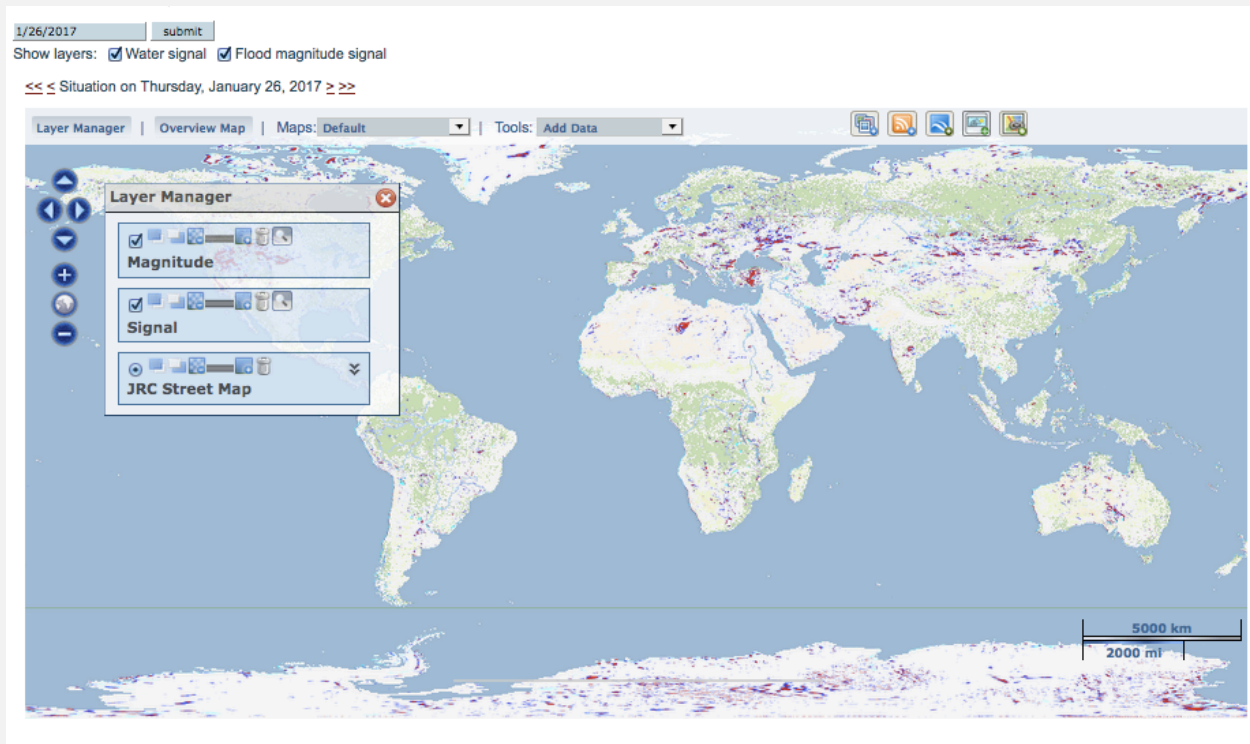 1/26/2017 submit
Show layers: Water signal Flood magnitude signal
<< < Situation on Thursday, January 26, 2017 > >>
Layer Manager | Overview Map | Maps: Default | Tools: Add Data
Layer Manager
Magnitude
Signal
JRC Street Map
5000 km
2000 mi